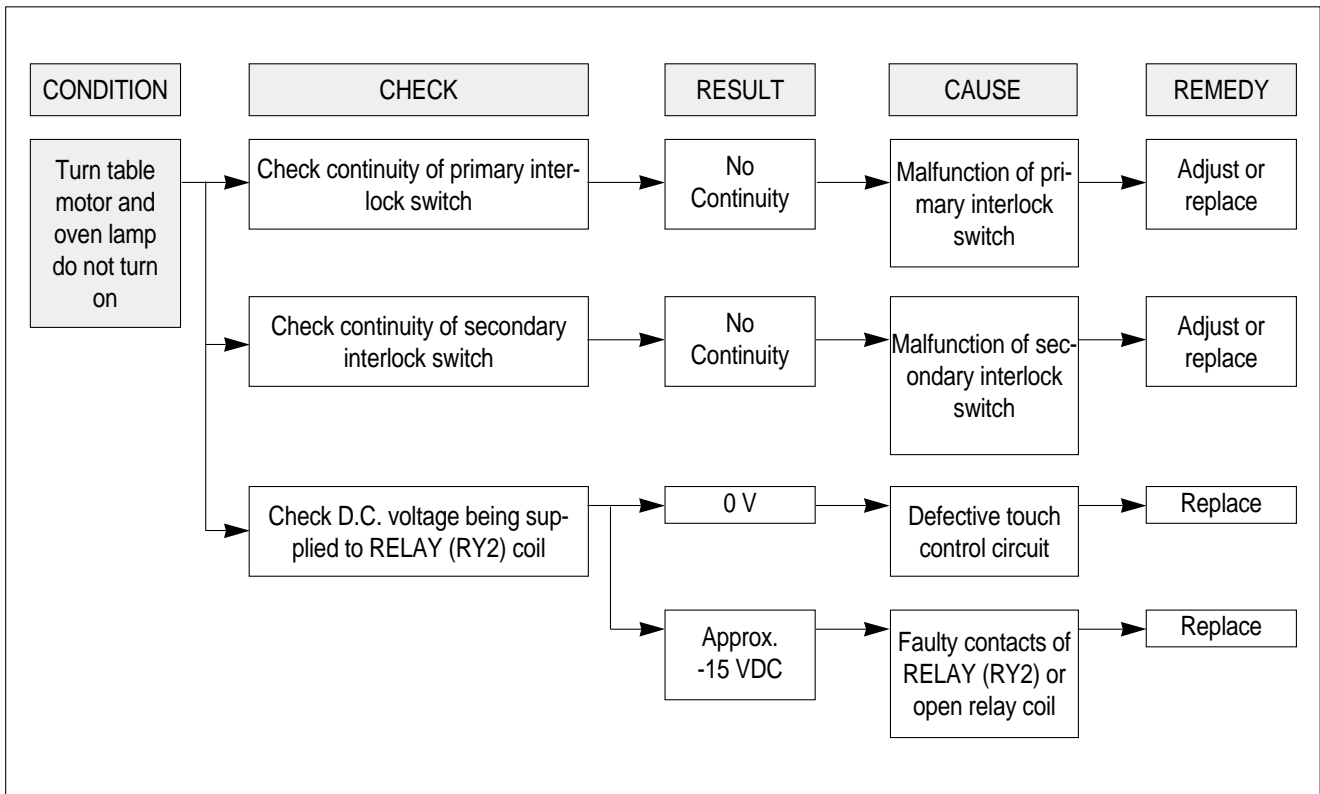 CONDITION
CHECK
RESULT
CAUSE
REMEDY
Turn table
motor and
oven lamp
do not turn
on
Check continuity of primary inter-
lock switch
No
Continuity
Malfunction of pri-
mary interlock
switch
Adjust or
replace
Check continuity of secondary
interlock switch
No
Continuity
Malfunction of sec-
ondary interlock
switch
Adjust or
replace
Check D.C. voltage being sup-
plied to RELAY (RY2) coil
0 V
Defective touch
control circuit
Replace
Approx.
-15 VDC
Faulty contacts of
RELAY (RY2) or
open relay coil
Replace